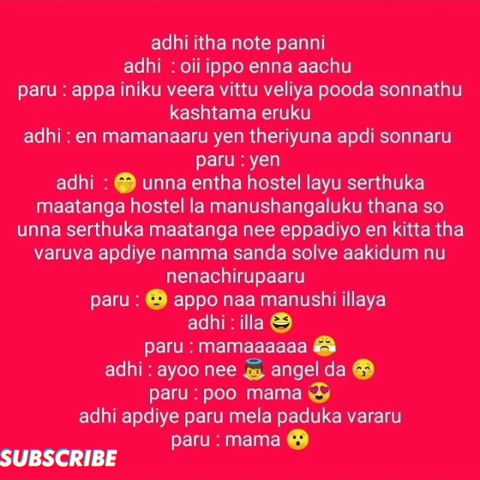 adhi itha note panni
adhi : oii ippo enna aachu
paru : appa iniku veera vittu veliya pooda sonnathu
kashtama eruku
adhi : en mamanaaru yen theriyuna apdi sonnaru
paru : yen
adhi : 🤭 unna entha hostel layu serthuka
maatanga hostel la manushangaluku thana so
unna serthuka maatanga nee eppadiyo en kitta tha
varuva apdiye namma sanda solve aakidum nu
nenachirupaaru
paru : 🤨 appo naa manushi illaya
adhi : illa 😆
paru : mamaaaaaa 😤
adhi : ayoo nee 👼 angel da 😙
paru : poo mama 😍
adhi apdiye paru mela paduka vararu
paru : mama 😯
SUBSCRIBE